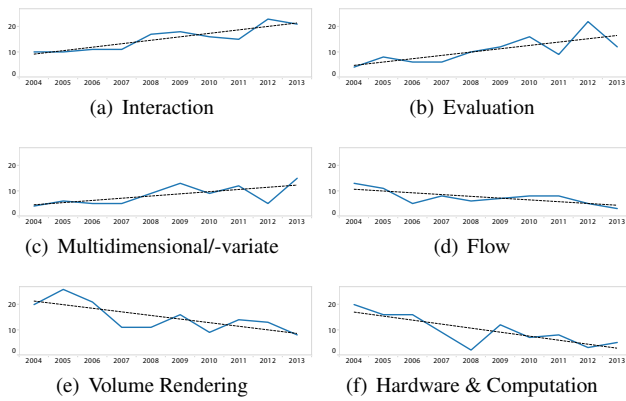 20
10
0
2004 2005 2006 2007 2008 2009 2010 2011 2012 2013
(a) Interaction
20
10
0
2004 2005 2006 2007 2008 2009 2010 2011 2012 2013
(b) Evaluation
20
10
0
2004 2005 2006 2007 2008 2009 2010 2011 2012 2013
(c) Multidimensional/-variate
20
10
0
2004 2005 2006 2007 2008 2009 2010 2011 2012 2013
(d) Flow
20
10
0
2004 2005 2006 2007 2008 2009 2010 2011 2012 2013
(e) Volume Rendering
20
10
0
2004 2005 2006 2007 2008 2009 2010 2011 2012 2013
(f) Hardware & Computation